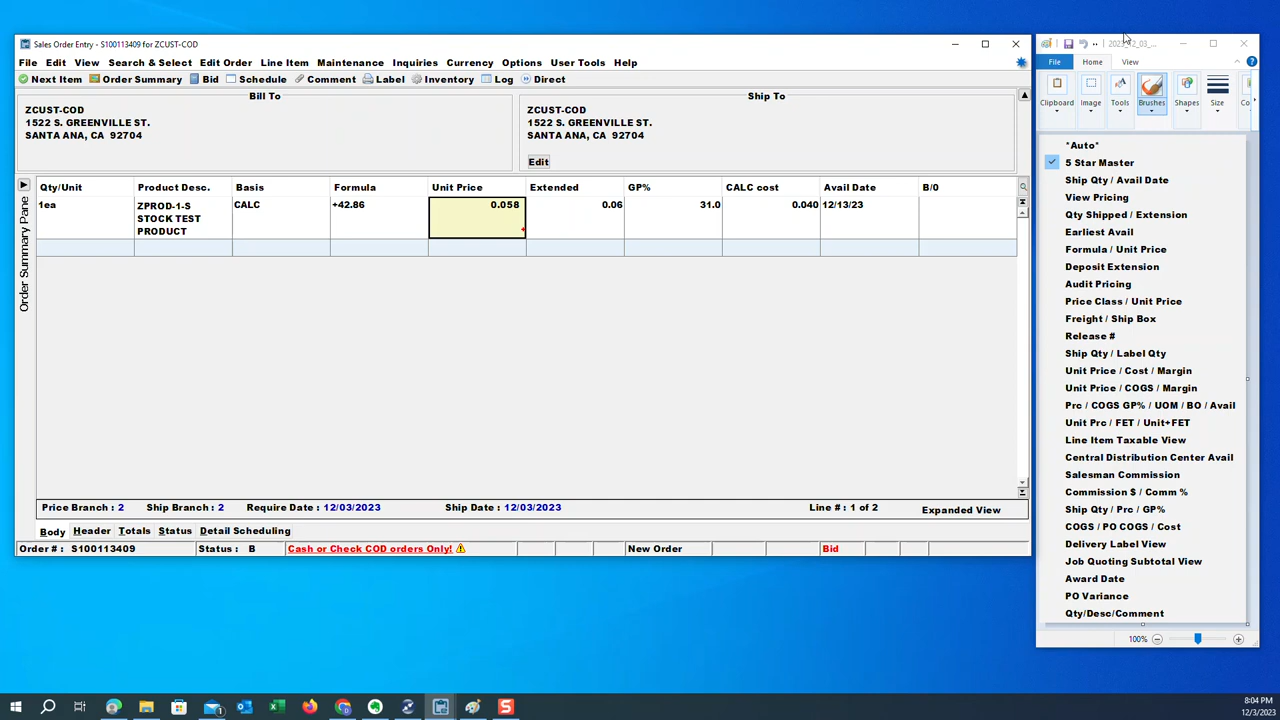 Sales Order Entry - S100113409 for ZCUST-COD
File Edit View Search & Select Edit Order Line Item Maintenance Inquiries Currency Options User Tools Help
Next Item Order Summary Bid Schedule Comment Label Inventory Log Direct
Bill To
ZCUST-COD
1522 S. GREENVILLE ST.
SANTA ANA, CA 92704
Ship To
ZCUST-COD
1522 S. GREENVILLE ST.
SANTA ANA, CA 92704
Edit
Order Summary Pane
Qty/Unit Product Desc. Basis Formula Unit Price Extended GP% CALC cost Avail Date B/0
1ea ZPROD-1-S CALC +42.86 0.058 0.06 31.0 0.040 12/13/23
STOCK TEST
PRODUCT
Price Branch : 2 Ship Branch : 2 Require Date : 12/03/2023 Ship Date : 12/03/2023 Line # : 1 of 2 Expanded View
Body Header Totals Status Detail Scheduling
Order # : S100113409 Status : B Cash or Check COD orders Only! New Order Bid
File Home View
Clipboard Image Tools Brushes Shapes Size
*Auto*
5 Star Master
Ship Qty / Avail Date
View Pricing
Qty Shipped / Extension
Earliest Avail
Formula / Unit Price
Deposit Extension
Audit Pricing
Price Class / Unit Price
Freight / Ship Box
Release #
Ship Qty / Label Qty
Unit Price / Cost / Margin
Unit Price / COGS / Margin
Prc / COGS GP% / UOM / BO / Avail
Unit Prc / FET / Unit+FET
Line Item Taxable View
Central Distribution Center Avail
Salesman Commission
Commission $ / Comm %
Ship Qty / Prc / GP%
COGS / PO COGS / Cost
Delivery Label View
Job Quoting Subtotal View
Award Date
PO Variance
Qty/Desc/Comment
100%
8:04 PM
12/3/2023